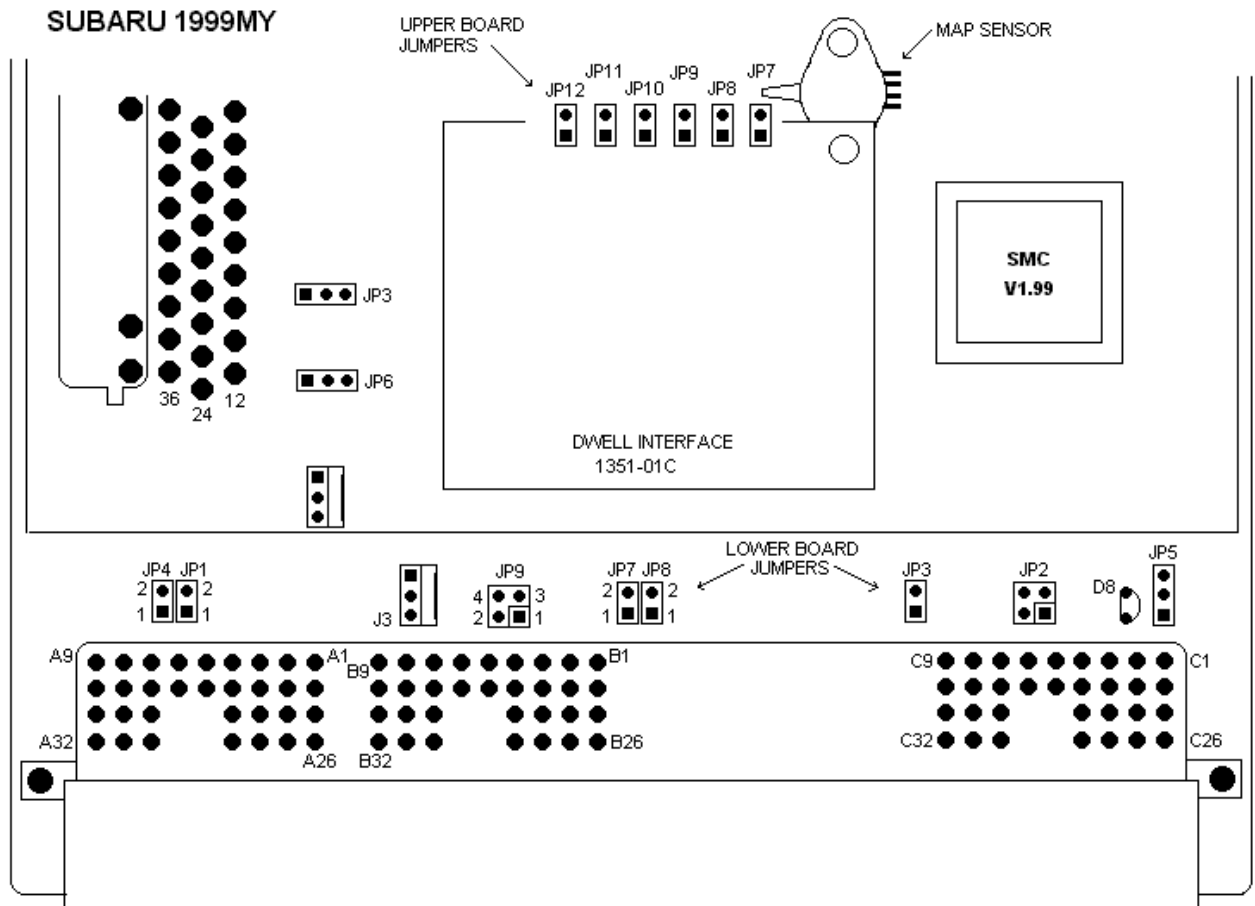 SUBARU 1999MY
UPPER BOARD
JUMPERS
MAP SENSOR
JP12
JP11
JP10
JP9
JP8
JP7
SMC
V1.99
JP3
JP6
36
24
12
DWELL INTERFACE
1351-01C
LOWER BOARD
JUMPERS
JP4 JP1
2 2
1 1
J3
JP9
4 3
2 1
JP7 JP8
2 2
1 1
JP3
JP2
D8
JP5
A9
A1
B9
B1
C9
C1
A32
A26
B32
B26
C32
C26